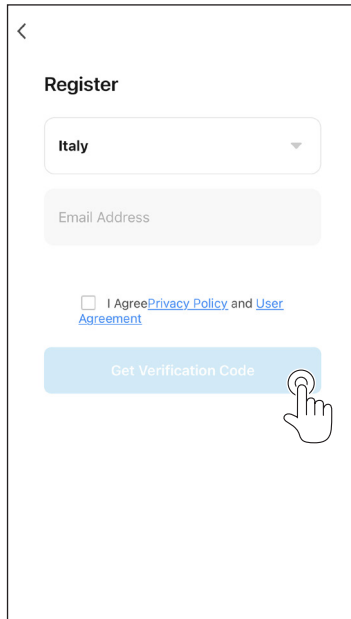 Register
Italy
Email Address
I AgreePrivacy Policy and User
Agreement
Get Verification Code